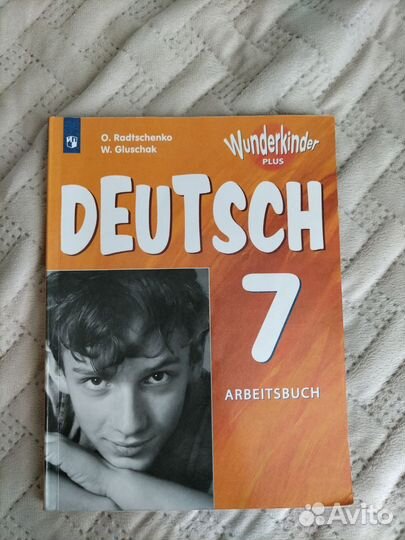 O. Radtschenko
W. Gluschak
Wunderkinder
PLUS
DEUTSCH
7
ARBEITSBUCH
Avito